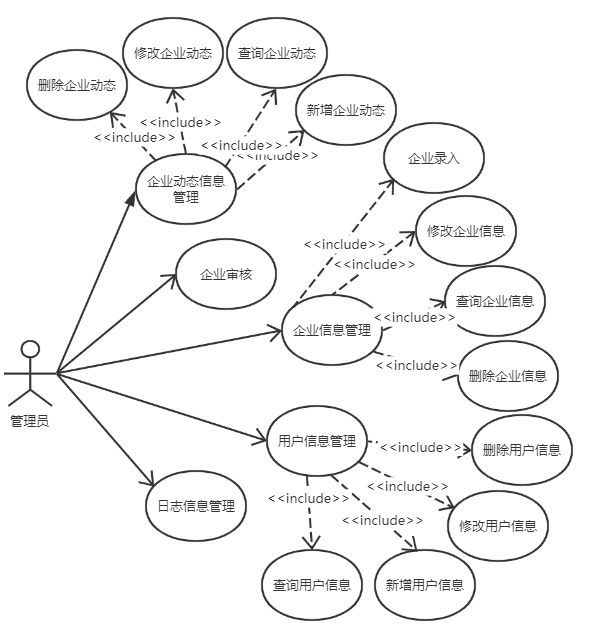 修改企业动态
查询企业动态
删除企业动态
新增企业动态
<<include>>
<<include>>
<<include>>
<<include>>
企业动态信息
管理
企业录入
修改企业信息
<<include>>
<<include>>
企业审核
查询企业信息
<<include>>
企业信息管理
<<include>>
删除企业信息
管理员
用户信息管理
<<include>>
删除用户信息
<<include>>
<<include>>
<<include>>
日志信息管理
修改用户信息
查询用户信息
新增用户信息